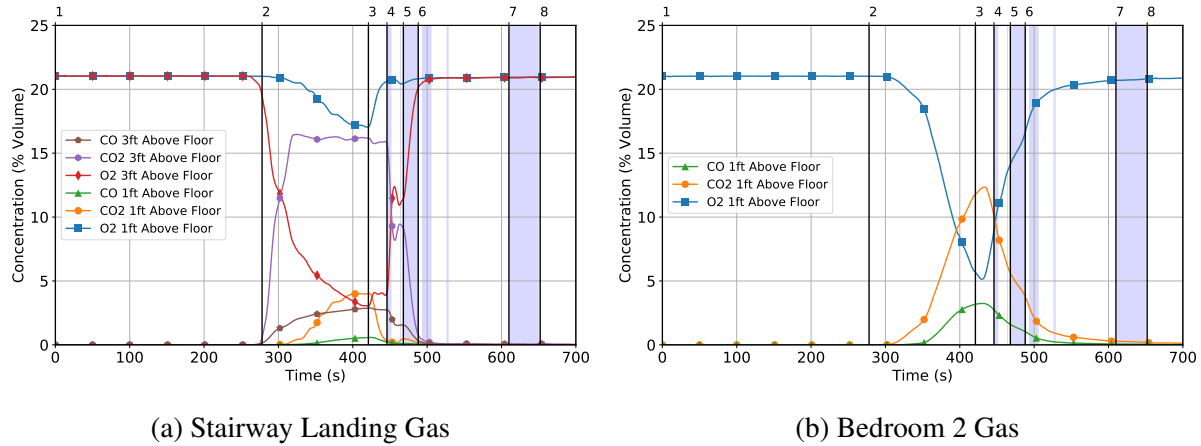 1 2 3 4 5 6 7 8
25
20
15
10
5
0
Concentration (% Volume)
CO 3ft Above Floor
CO2 3ft Above Floor
O2 3ft Above Floor
CO 1ft Above Floor
CO2 1ft Above Floor
O2 1ft Above Floor
0 100 200 300 400 500 600 700
Time (s)
(a) Stairway Landing Gas
1 2 3 4 5 6 7 8
25
20
15
10
5
0
Concentration (% Volume)
CO 1ft Above Floor
CO2 1ft Above Floor
O2 1ft Above Floor
0 100 200 300 400 500 600 700
Time (s)
(b) Bedroom 2 Gas